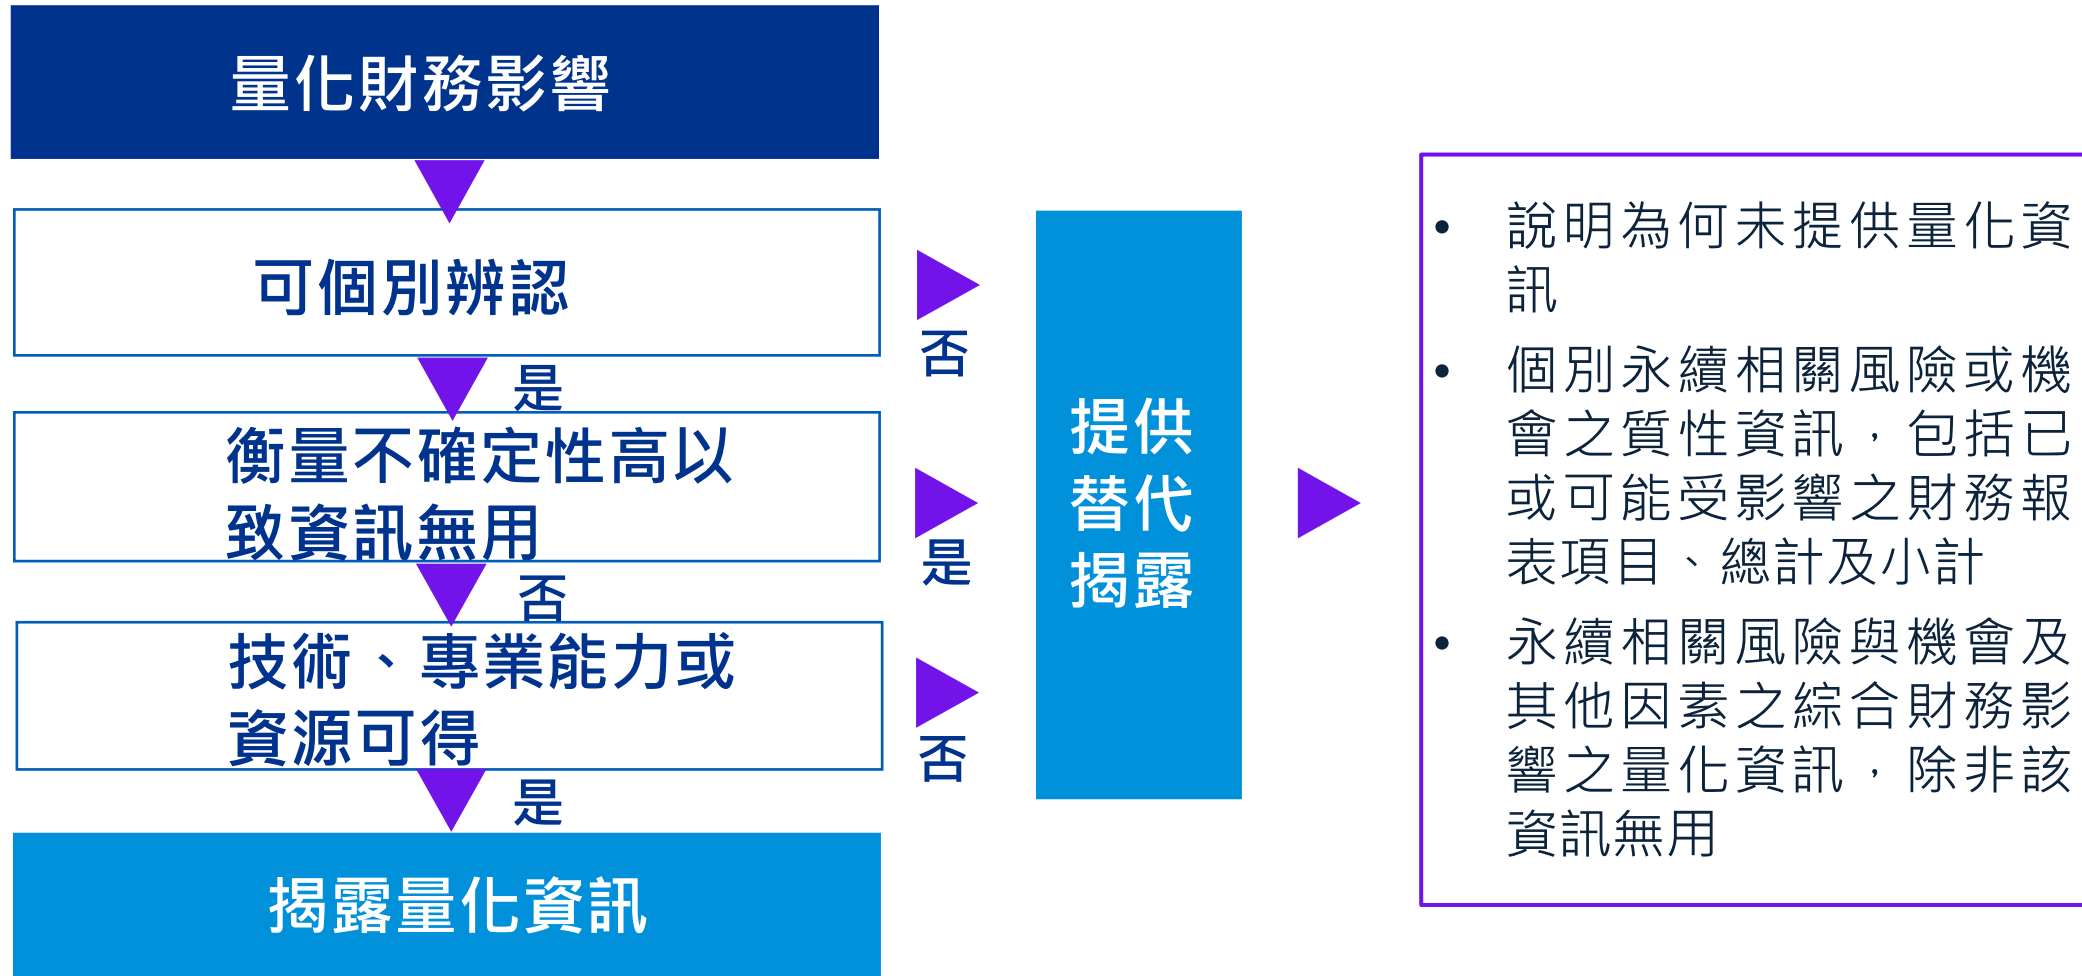 量化財務影響
可個別辨認
否
是
衡量不確定性高以
致資訊無用
是
否
技術、專業能力或
資源可得
否
是
揭露量化資訊
提供
替代
揭露
• 說明為何未提供量化資
訊
• 個別永續相關風險或機
會之質性資訊，包括已
或可能受影響之財務報
表項目、總計及小計
• 永續相關風險與機會及
其他因素之綜合財務影
響之量化資訊，除非該
資訊無用